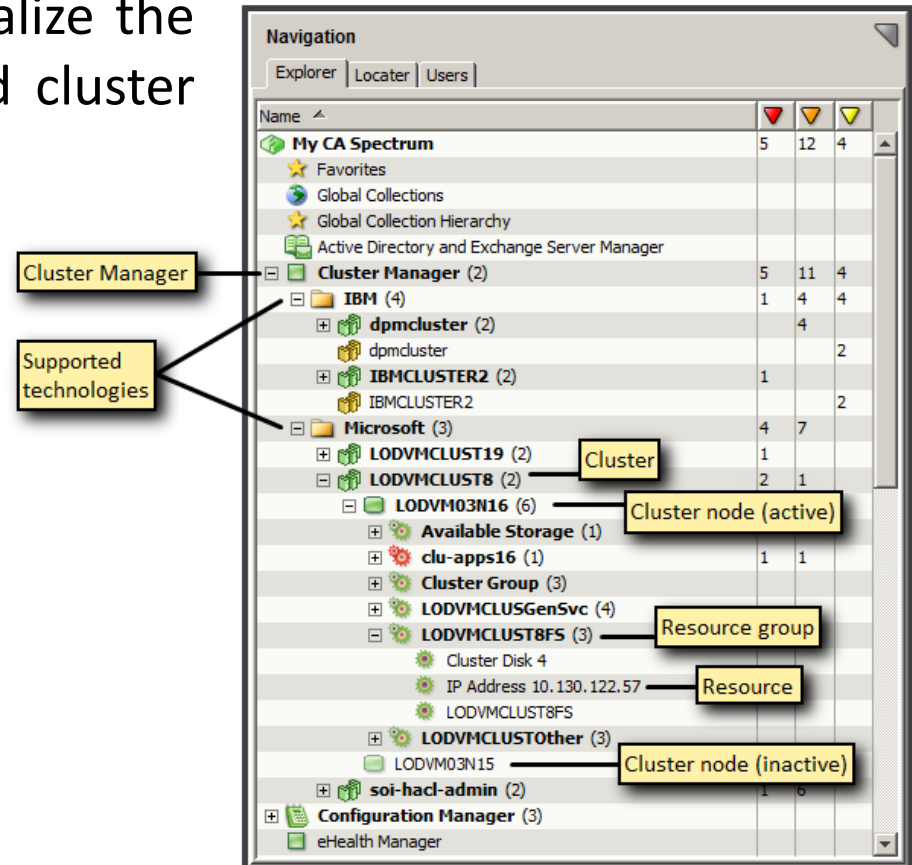 alize the
d cluster
Navigation
Explorer Locater Users
Name
My CA Spectrum 5 12 4
Favorites
Global Collections
Global Collection Hierarchy
Active Directory and Exchange Server Manager
Cluster Manager
Cluster Manager (2) 5 11 4
IBM (4) 1 4 4
dpmcluster (2) 4
Supported
technologies
dpmcluster 2
IBMCLUSTER2 (2) 1
IBMCLUSTER2 2
Microsoft (3) 4 7
LODVMCLUST19 (2) 1
Cluster
LODVMCLUST8 (2) 2 1
LODVM03N16 (6)
Cluster node (active)
Available Storage (1)
clu-apps16 (1) 1 1
Cluster Group (3)
LODVMCLUSGenSvc (4)
LODVMCLUST8FS (3)
Resource group
Cluster Disk 4
IP Address 10.130.122.57
Resource
LODVMCLUST8FS
LODVMCLUSTOther (3)
LODVM03N15
Cluster node (inactive)
soi-hacl-admin (2) 1 6
Configuration Manager (3)
eHealth Manager